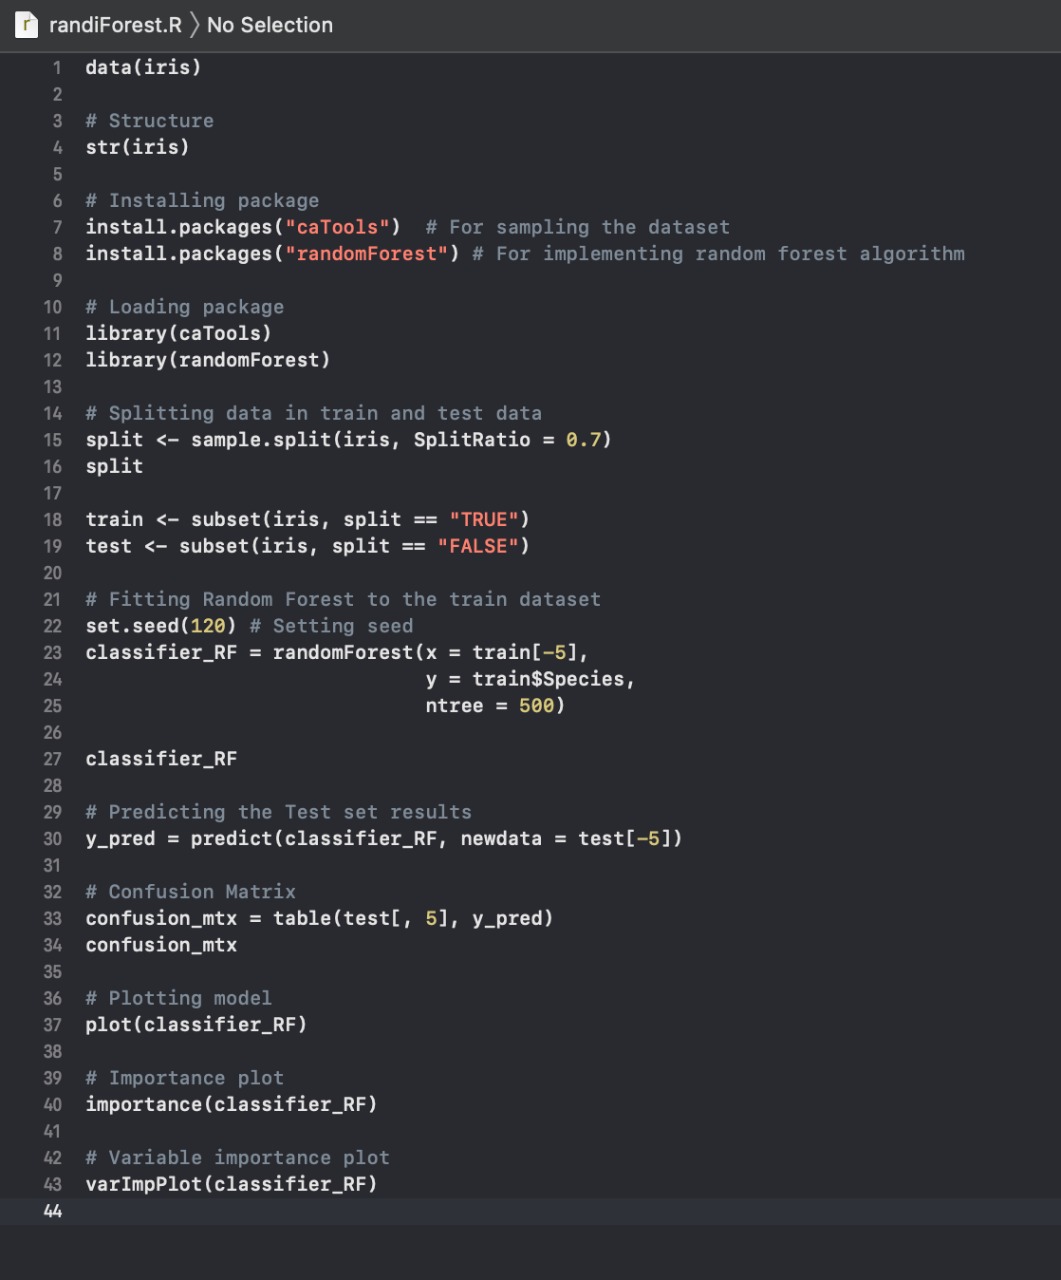 randiForest.R 〉 No Selection
1 data(iris)
2
3 # Structure
4 str(iris)
5
6 # Installing package
7 install.packages("caTools")  # For sampling the dataset
8 install.packages("randomForest") # For implementing random forest algorithm
9
10 # Loading package
11 library(caTools)
12 library(randomForest)
13
14 # Splitting data in train and test data
15 split <- sample.split(iris, SplitRatio = 0.7)
16 split
17
18 train <- subset(iris, split == "TRUE")
19 test <- subset(iris, split == "FALSE")
20
21 # Fitting Random Forest to the train dataset
22 set.seed(120) # Setting seed
23 classifier_RF = randomForest(x = train[-5],
24                              y = train$Species,
25                              ntree = 500)
26
27 classifier_RF
28
29 # Predicting the Test set results
30 y_pred = predict(classifier_RF, newdata = test[-5])
31
32 # Confusion Matrix
33 confusion_mtx = table(test[, 5], y_pred)
34 confusion_mtx
35
36 # Plotting model
37 plot(classifier_RF)
38
39 # Importance plot
40 importance(classifier_RF)
41
42 # Variable importance plot
43 varImpPlot(classifier_RF)
44